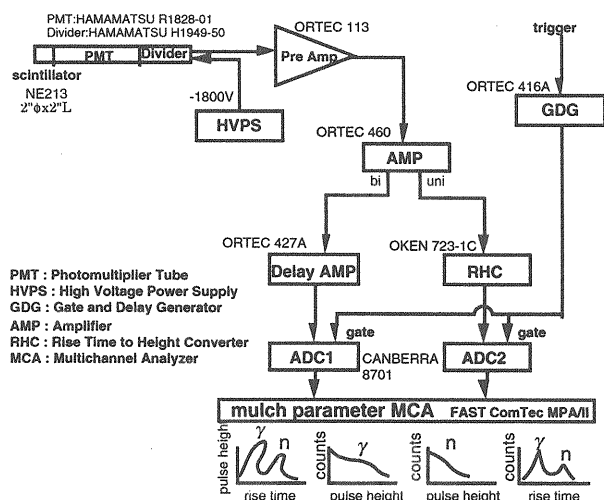 PMT:HAMAMATSU R1828-01
Divider:HAMAMATSU H1949-50
ORTEC 113
trigger
PMT
Divider
Pre Amp
scintillator
NE213
2"φx2"L
-1800V
HVPS
ORTEC 416A
GDG
ORTEC 460
AMP
bi
uni
ORTEC 427A
OKEN 723-1C
Delay AMP
RHC
PMT : Photomultiplier Tube
HVPS : High Voltage Power Supply
GDG : Gate and Delay Generator
AMP : Amplifier
RHC : Rise Time to Height Converter
MCA : Multichannel Analyzer
gate
gate
ADC1
CANBERRA
8701
ADC2
mulch parameter MCA FAST ComTec MPA/II
pulse heigh
γ
n
rise time
counts
γ
pulse height
counts
n
pulse height
counts
γ
n
rise time